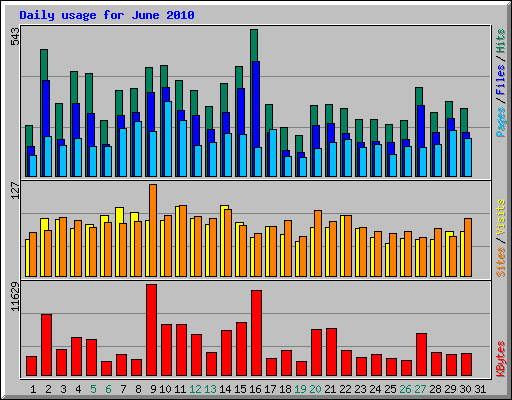 Daily usage for June 2010
543
Pages / Files / Hits
127
Sites / Visits
11629
KBytes
1 2 3 4 5 6 7 8 9 10 11 12 13 14 15 16 17 18 19 20 21 22 23 24 25 26 27 28 29 30 31